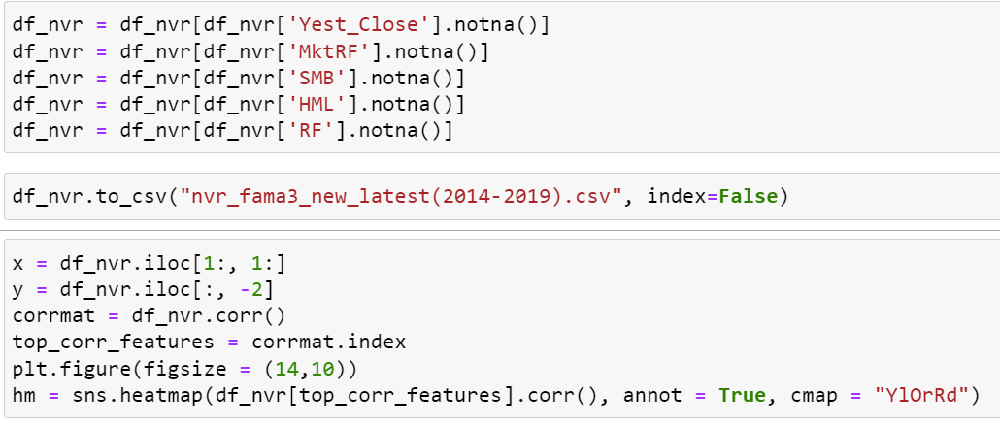 df_nvr = df_nvr[df_nvr['Yest_Close'].notna()]
df_nvr = df_nvr[df_nvr['MktRF'].notna()]
df_nvr = df_nvr[df_nvr['SMB'].notna()]
df_nvr = df_nvr[df_nvr['HML'].notna()]
df_nvr = df_nvr[df_nvr['RF'].notna()]
df_nvr.to_csv("nvr_fama3_new_latest(2014-2019).csv", index=False)
x = df_nvr.iloc[1:, 1:]
y = df_nvr.iloc[:, -2]
corrmat = df_nvr.corr()
top_corr_features = corrmat.index
plt.figure(figsize = (14,10))
hm = sns.heatmap(df_nvr[top_corr_features].corr(), annot = True, cmap = "YlOrRd")